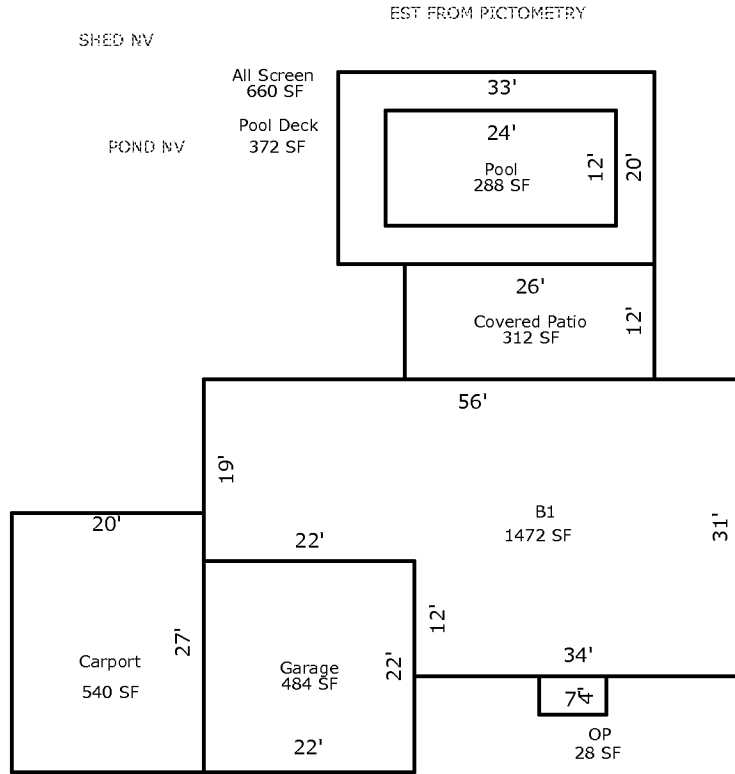 EST FROM PICTOMETRY
SHED NV
All Screen
660 SF
33'
Pool Deck
372 SF
24'
POND NV
12'
20'
Pool
288 SF
26'
Covered Patio
312 SF
12'
56'
19'
B1
1472 SF
31'
20'
22'
12'
27'
Carport
540 SF
Garage
484 SF
22'
34'
7'
4'
22'
OP
28 SF